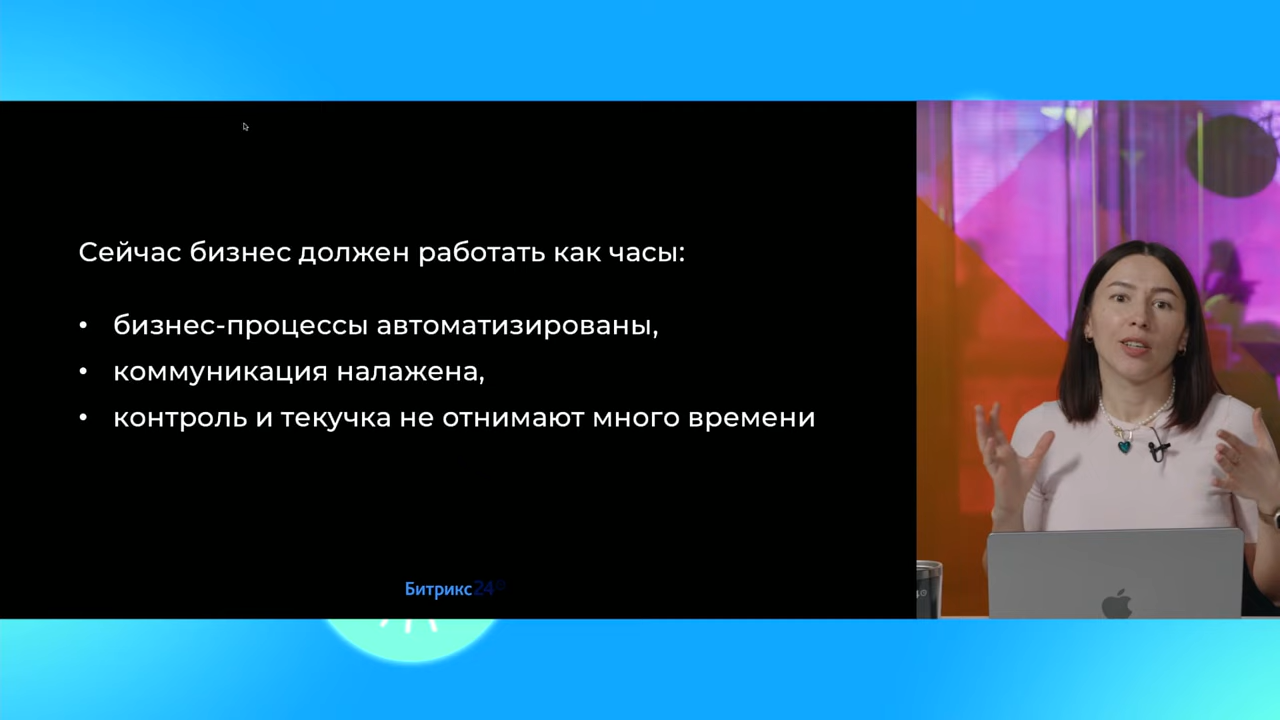 Сейчас бизнес должен работать как часы:
• бизнес-процессы автоматизированы,
• коммуникация налажена,
• контроль и текучка не отнимают много времени
Битрикс24